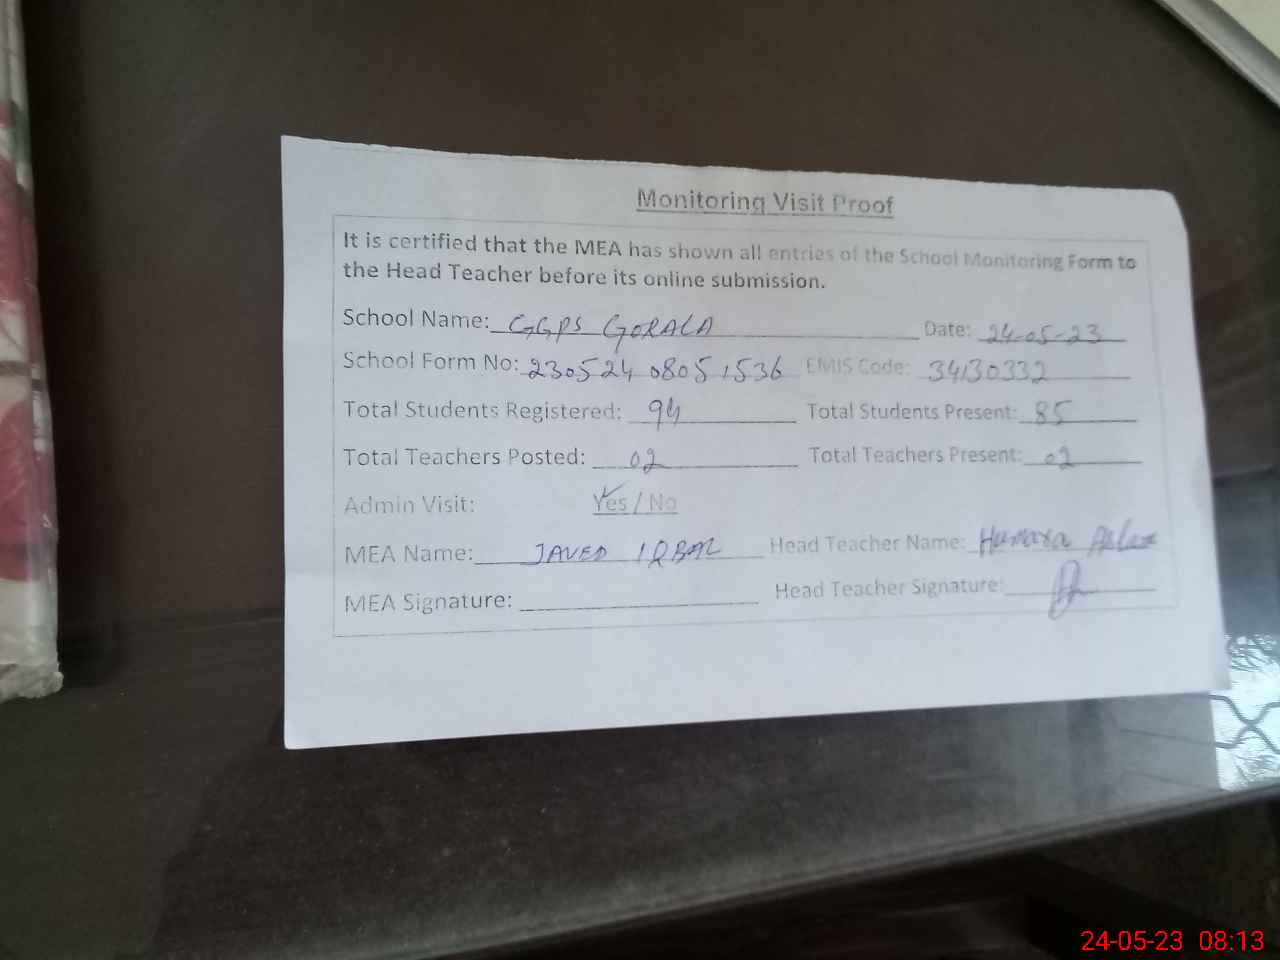 Monitoring Visit Proof
It is certified that the MEA has shown all entries of the School Monitoring Form to
the Head Teacher before its online submission.
School Name: GGPS GORALA Date: 24-05-23
School Form No: 230524 0805 1536 EMIS Code: 34130332
Total Students Registered: 94 Total Students Present: 85
Total Teachers Posted: 02 Total Teachers Present: 02
Admin Visit: Yes / No
MEA Name: JAVED IQBAL Head Teacher Name:
MEA Signature: Head Teacher Signature:
24-05-23 08:13